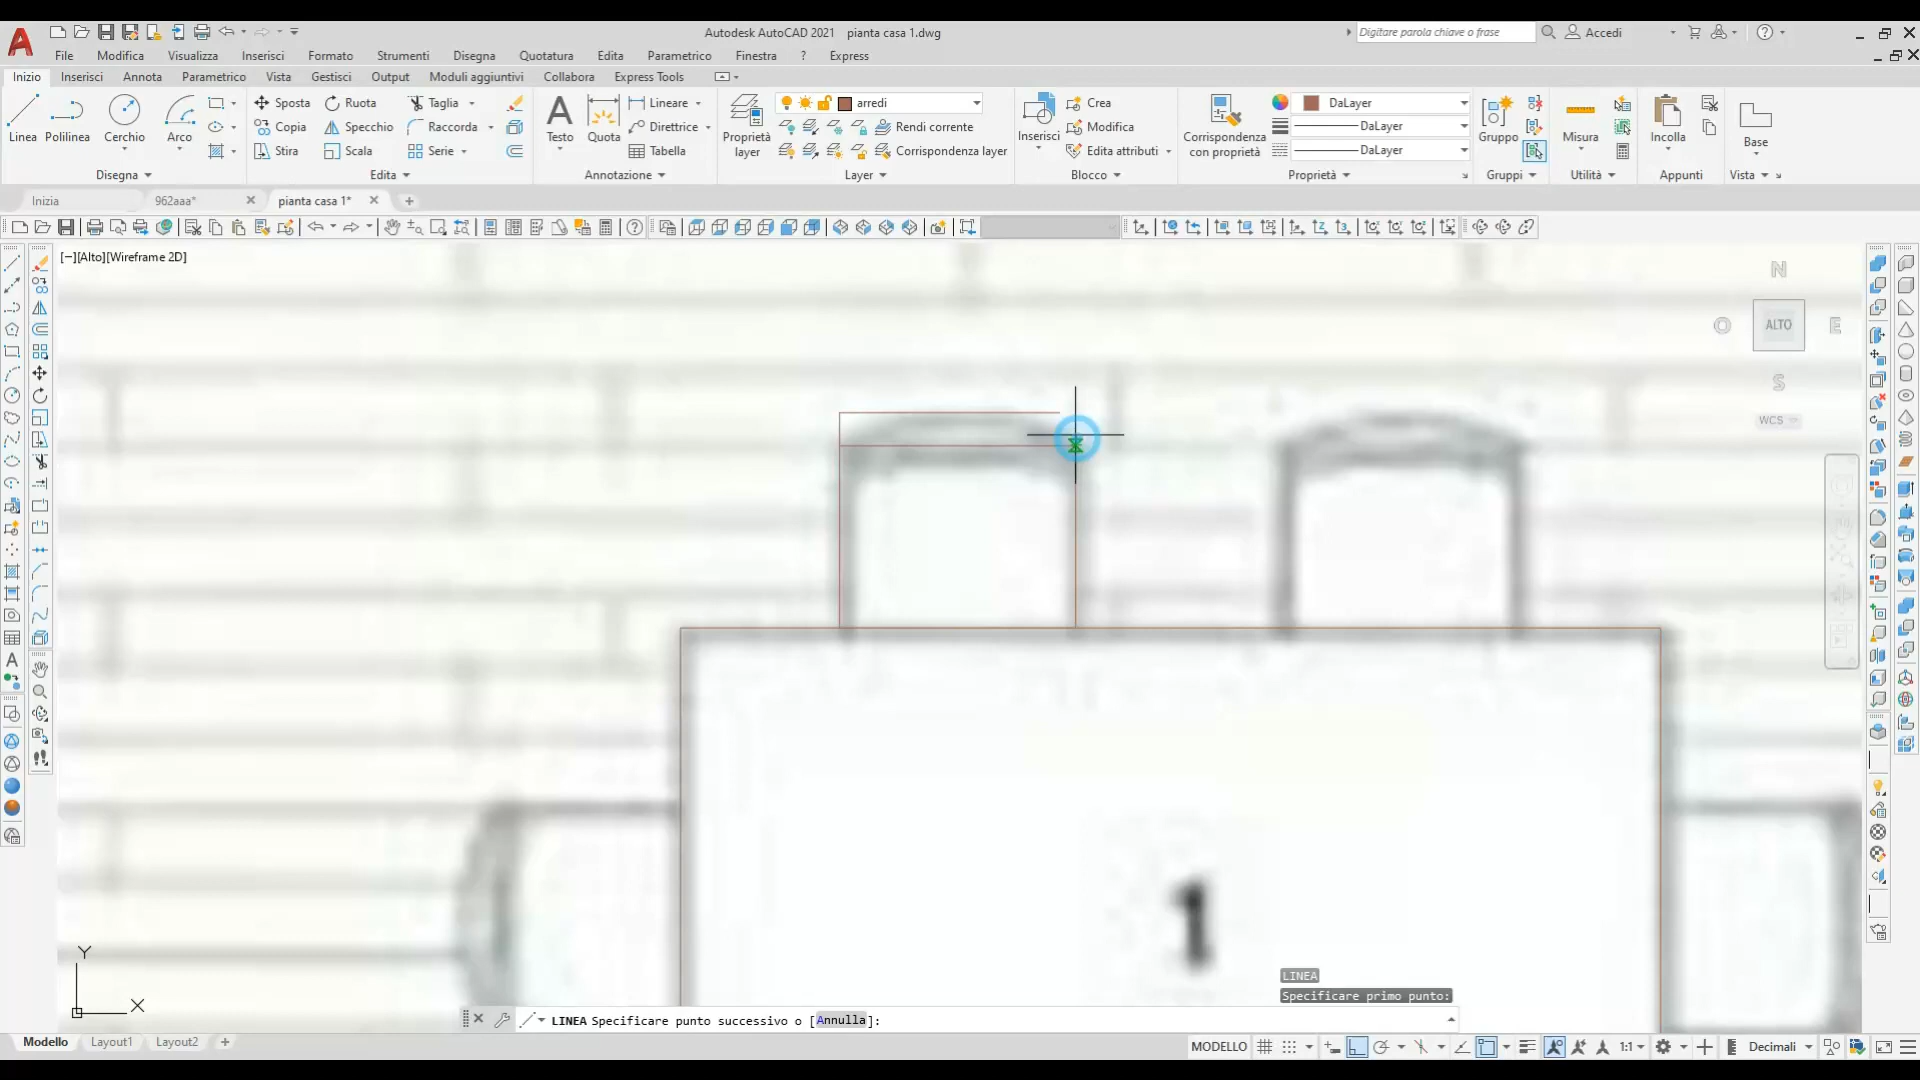 Autodesk AutoCAD 2021 pianta casa 1.dwg
Digitare parola chiave o frase
Accedi
File Modifica Visualizza Inserisci Formato Strumenti Disegna Quotatura Edita Parametrico Finestra ? Express
Inizio Inserisci Annota Parametrico Vista Gestisci Output Moduli aggiuntivi Collabora Express Tools
Linea Polilinea Cerchio Arco
Sposta Ruota Taglia
Copia Specchio Raccorda
Stira Scala Serie
Testo Quota
Lineare
Direttrice
Tabella
Proprietà layer
arredi
Rendi corrente
Corrispondenza layer
Inserisci
Crea
Modifica
Edita attributi
Corrispondenza con proprietà
DaLayer
DaLayer
DaLayer
Gruppo
Misura
Incolla
Base
Disegna Edita Annotazione Layer Blocco Proprietà Gruppi Utilità Appunti Vista
Inizia 962aaa* pianta casa 1*
[−][Alto][Wireframe 2D]
N
O ALTO E
S
WCS
1
Y
X
LINEA
Specificare primo punto:
LINEA Specificare punto successivo o [Annulla]:
Modello Layout1 Layout2 +
MODELLO 1:1 Decimali